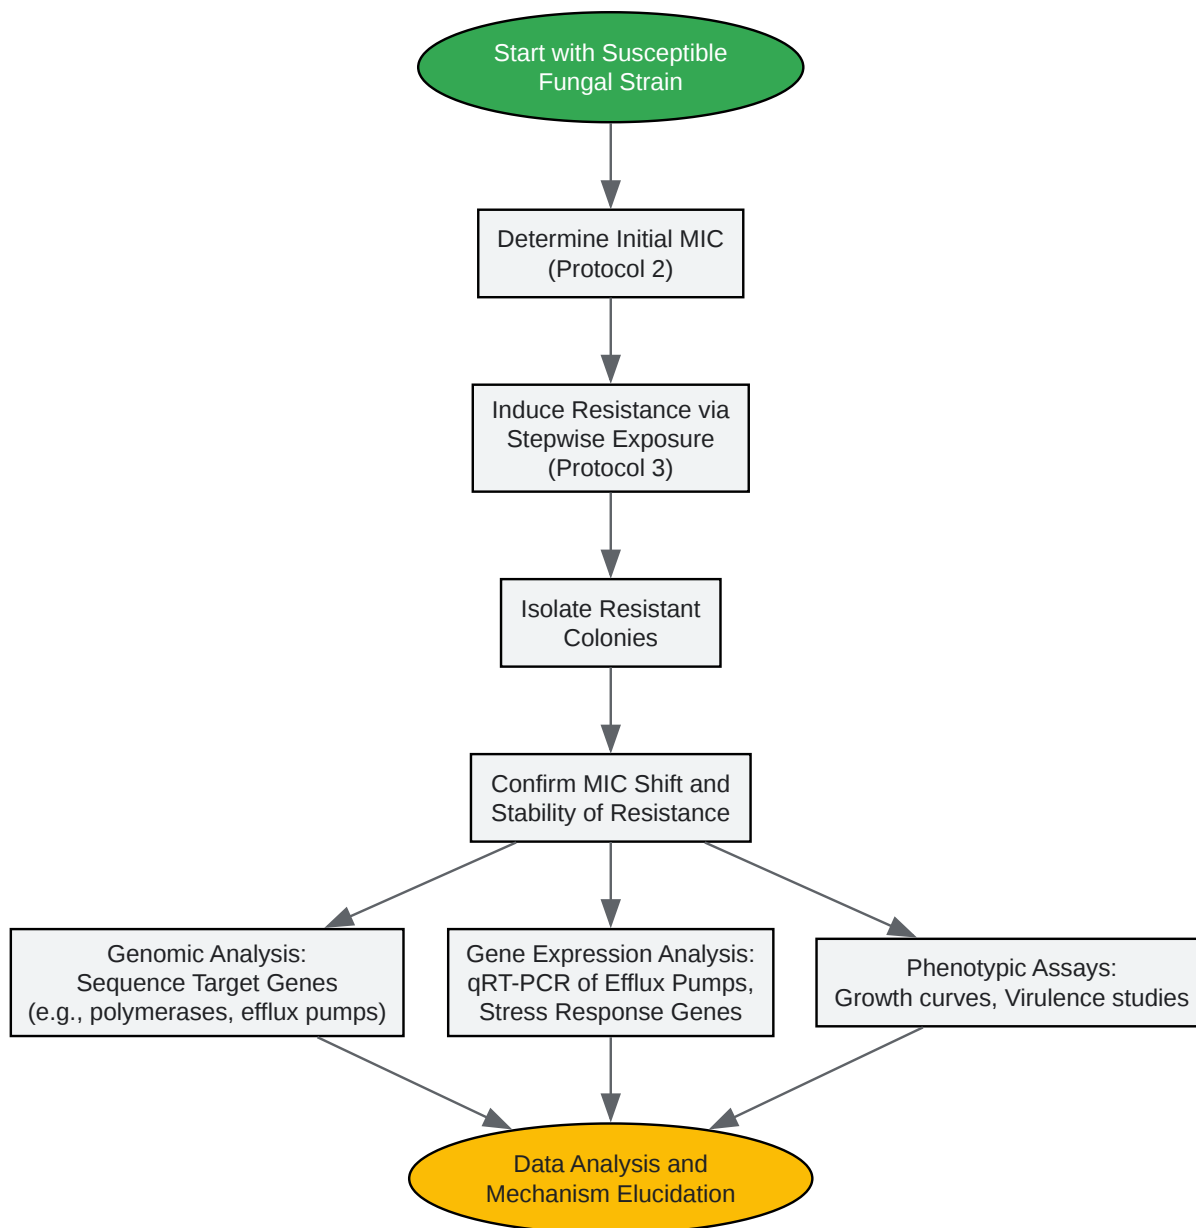 Start with Susceptible
Fungal Strain
Determine Initial MIC
(Protocol 2)
Induce Resistance via
Stepwise Exposure
(Protocol 3)
Isolate Resistant
Colonies
Confirm MIC Shift and
Stability of Resistance
Genomic Analysis:
Sequence Target Genes
(e.g., polymerases, efflux pumps)
Gene Expression Analysis:
qRT-PCR of Efflux Pumps,
Stress Response Genes
Phenotypic Assays:
Growth curves, Virulence studies
Data Analysis and
Mechanism Elucidation